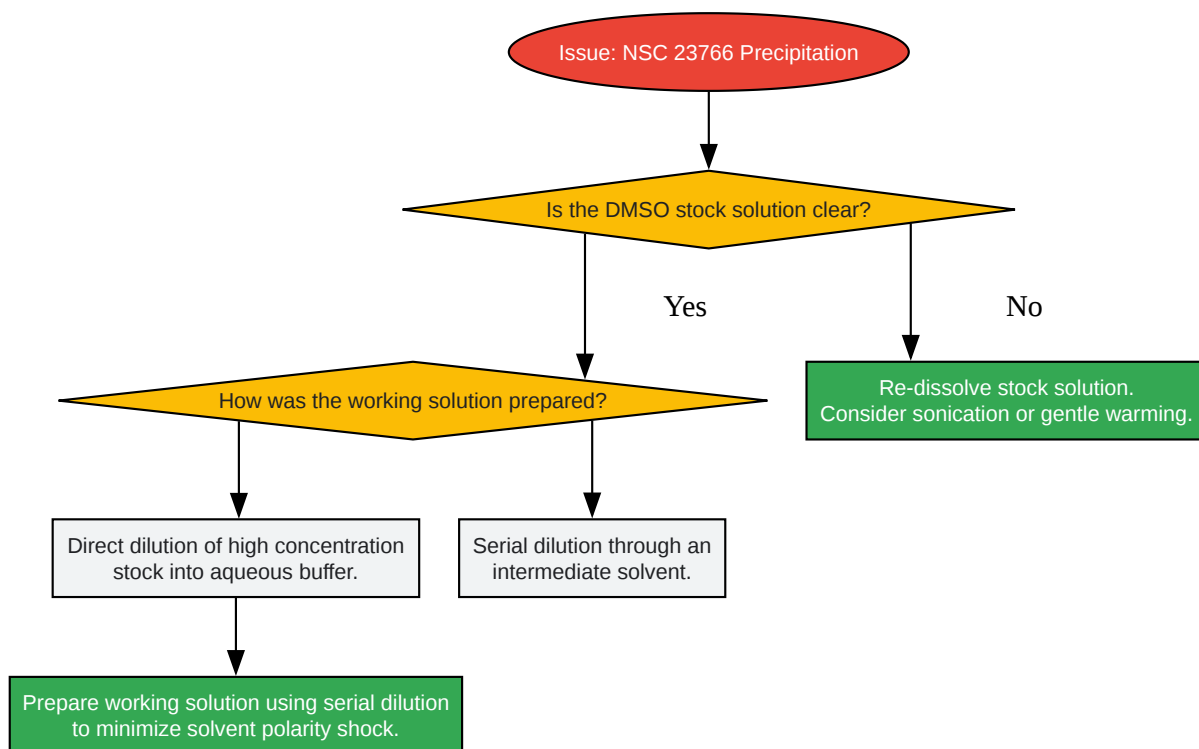 Issue: NSC 23766 Precipitation
Is the DMSO stock solution clear?
Yes
No
How was the working solution prepared?
Re-dissolve stock solution.
Consider sonication or gentle warming.
Direct dilution of high concentration
stock into aqueous buffer.
Serial dilution through an
intermediate solvent.
Prepare working solution using serial dilution
to minimize solvent polarity shock.